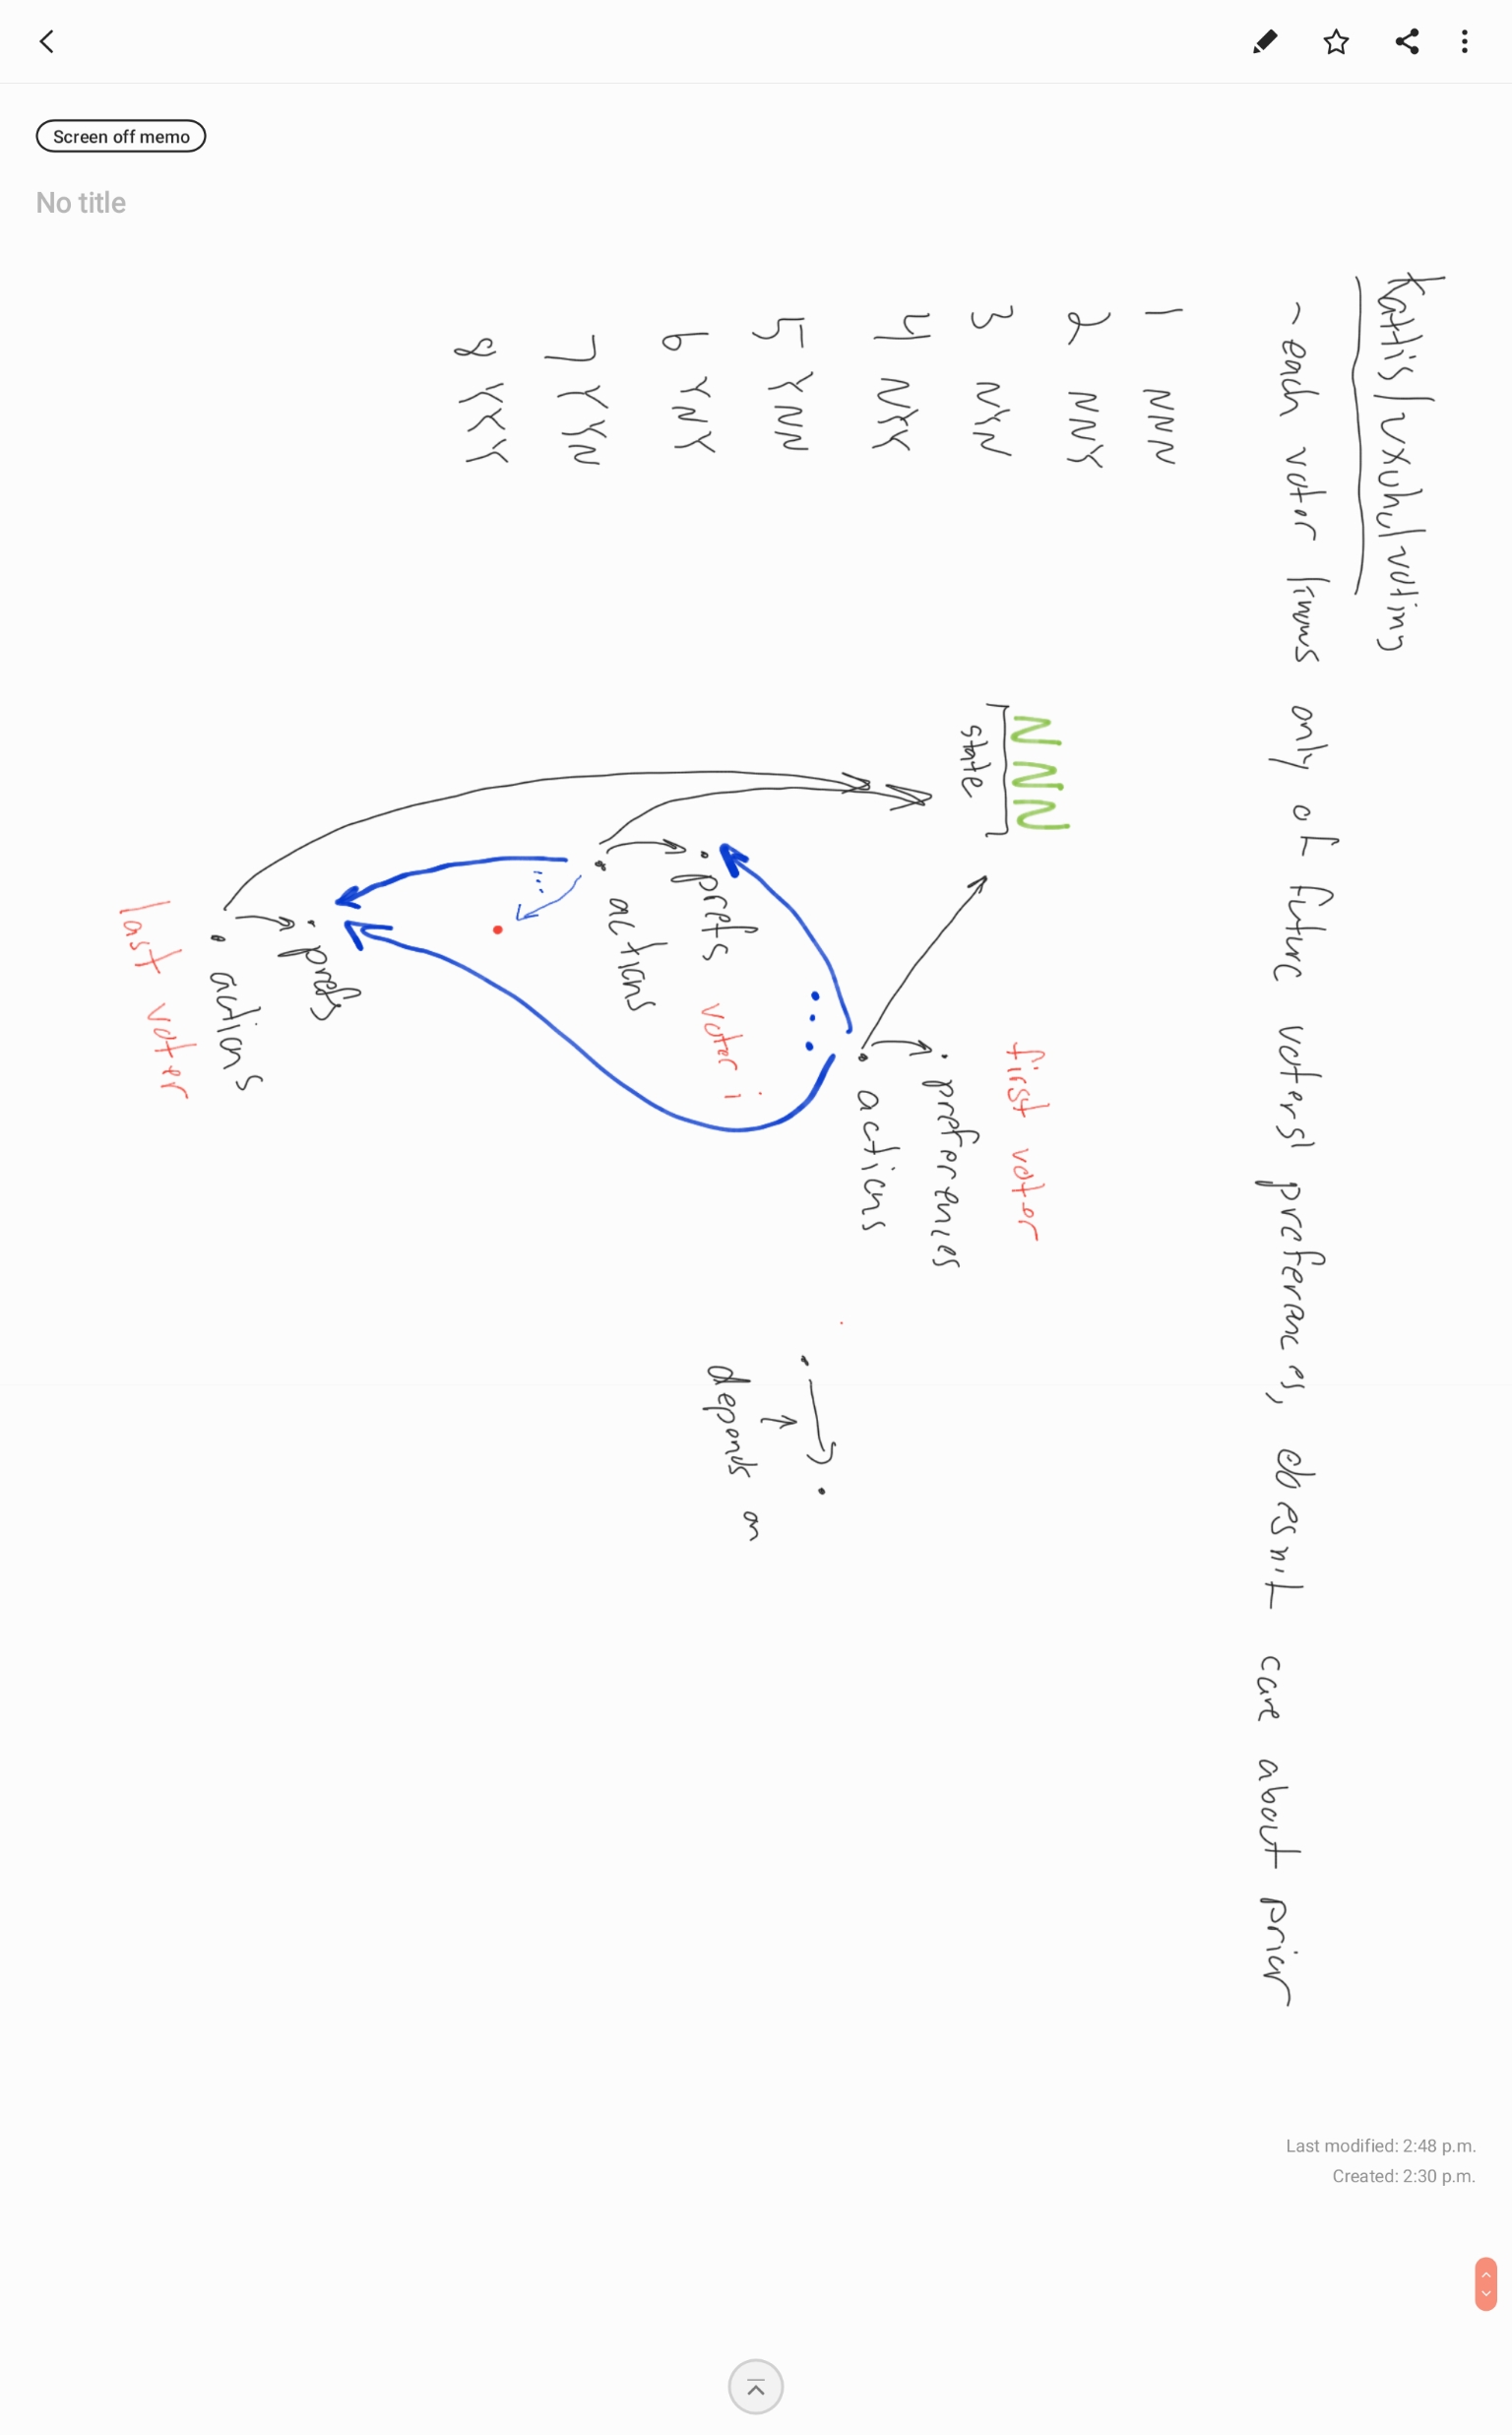 Kattis/vxuhul voting
~ each voter knows only of future voters' preferences, doesn't care about prior
1 NNN
2 NNY
3 NYN
4 NYY
5 YNN
6 YNY
7 YYN
8 YYY
NNN
state
first voter
preferences
actions
...
depends on
prefs
voter i
actions
...
prefs
actions
last voter
Last modified: 2:48 p.m.
Created: 2:30 p.m.
Screen off memo
No title